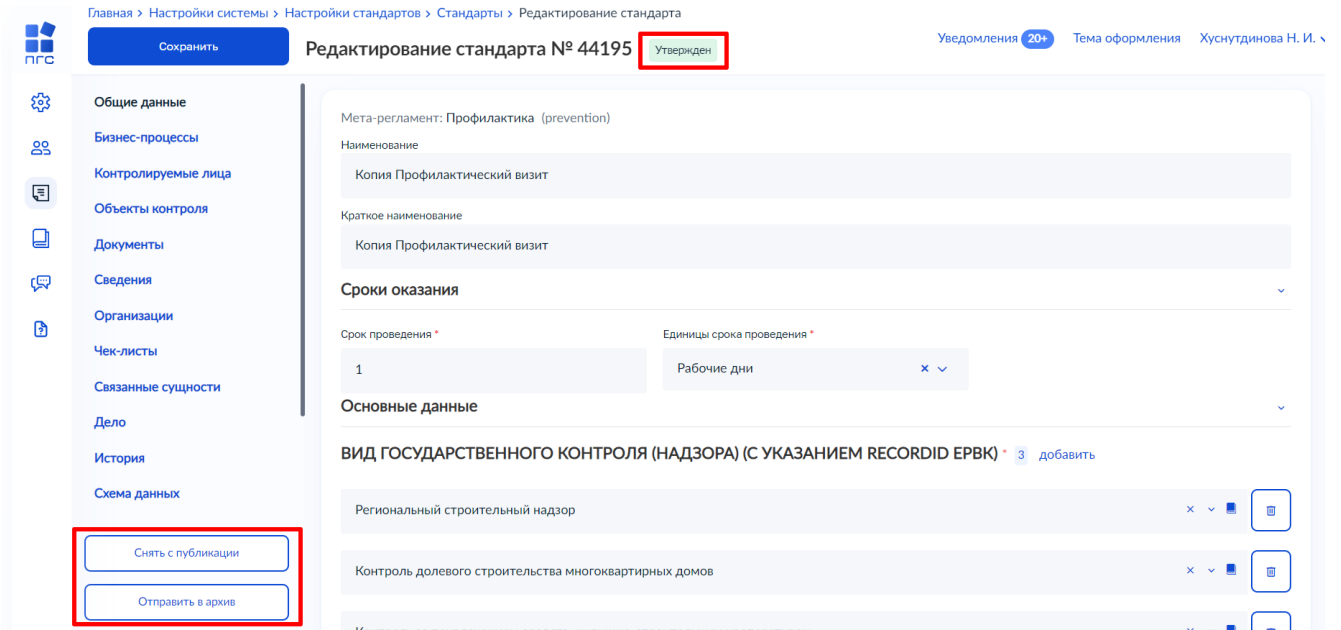 Главная > Настройки системы > Настройки стандартов > Стандарты > Редактирование стандарта
ПГС
Сохранить
Редактирование стандарта № 44195
Утвержден
Уведомления 20+
Тема оформления
Хуснутдинова Н. И.
Общие данные
Бизнес-процессы
Контролируемые лица
Объекты контроля
Документы
Сведения
Организации
Чек-листы
Связанные сущности
Дело
История
Схема данных
Снять с публикации
Отправить в архив
Мета-регламент: Профилактика (prevention)
Наименование
Копия Профилактический визит
Краткое наименование
Копия Профилактический визит
Сроки оказания
Срок проведения *
1
Единицы срока проведения *
Рабочие дни
Основные данные
ВИД ГОСУДАРСТВЕННОГО КОНТРОЛЯ (НАДЗОРА) (С УКАЗАНИЕМ RECORDID ЕРВК) * 3 добавить
Региональный строительный надзор
Контроль долевого строительства многоквартирных домов